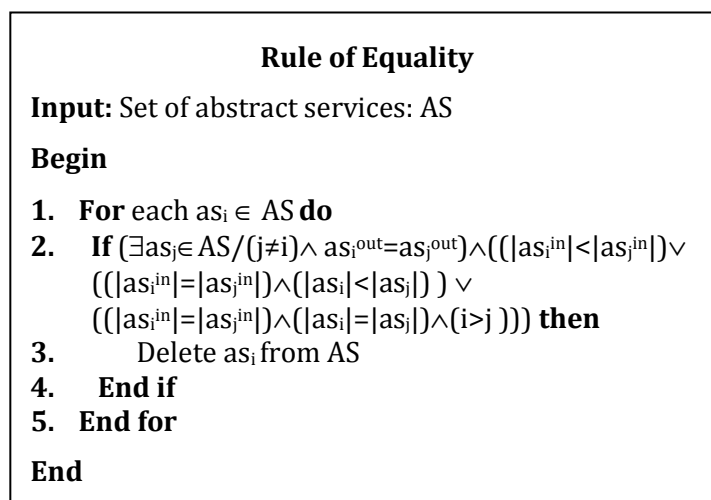 Rule of Equality
Input: Set of abstract services: AS
Begin
1. For each asᵢ ∈ AS do
2. If (∃asⱼ∈ AS/(j≠i)∧ asᵢᵒᵘᵗ=asⱼᵒᵘᵗ)∧((|asᵢⁱⁿ|<|asⱼⁱⁿ|)∨
((|asᵢⁱⁿ|=|asⱼⁱⁿ|)∧(|asᵢ|<|asⱼ|) ) ∨
((|asᵢⁱⁿ|=|asⱼⁱⁿ|)∧(|asᵢ|=|asⱼ|)∧(i>j ))) then
3. Delete asᵢ from AS
4. End if
5. End for
End